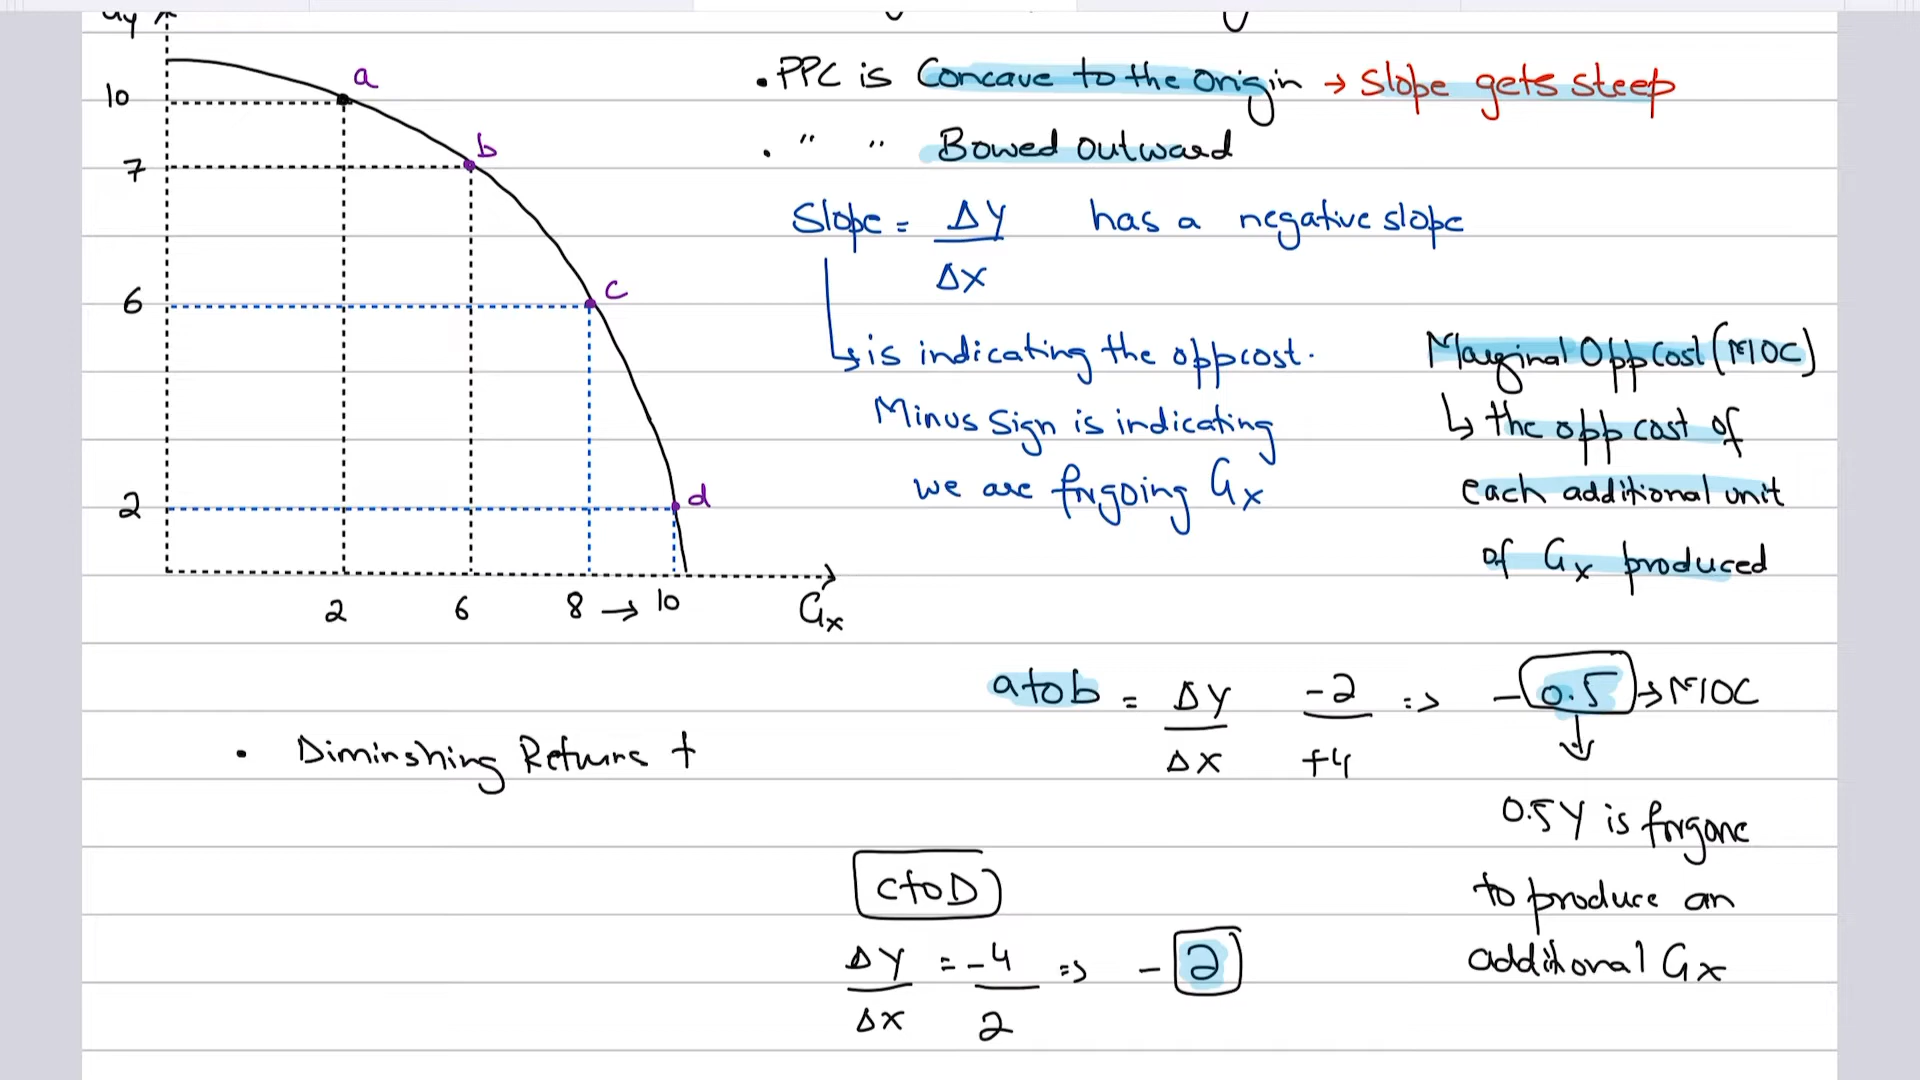 Gy
• PPC is Concave to the Origin → Slope gets steep
• " " Bowed outward
10
a
7
b
6
c
2
d
2 6 8 → 10 Gx
Slope = ΔY has a negative slope
ΔX
↳ is indicating the opp cost.
Minus Sign is indicating
we are forgoing Gx
Marginal Opp Cost (MOC)
↳ the opp cost of
each additional unit
of Gx produced
a to b = ΔY -2 => -0.5 → MOC
ΔX +4
↓
0.5Y is forgone
to produce an
additional Gx
• Diminshing Returns t
C to D
ΔY = -4 => -2
ΔX 2